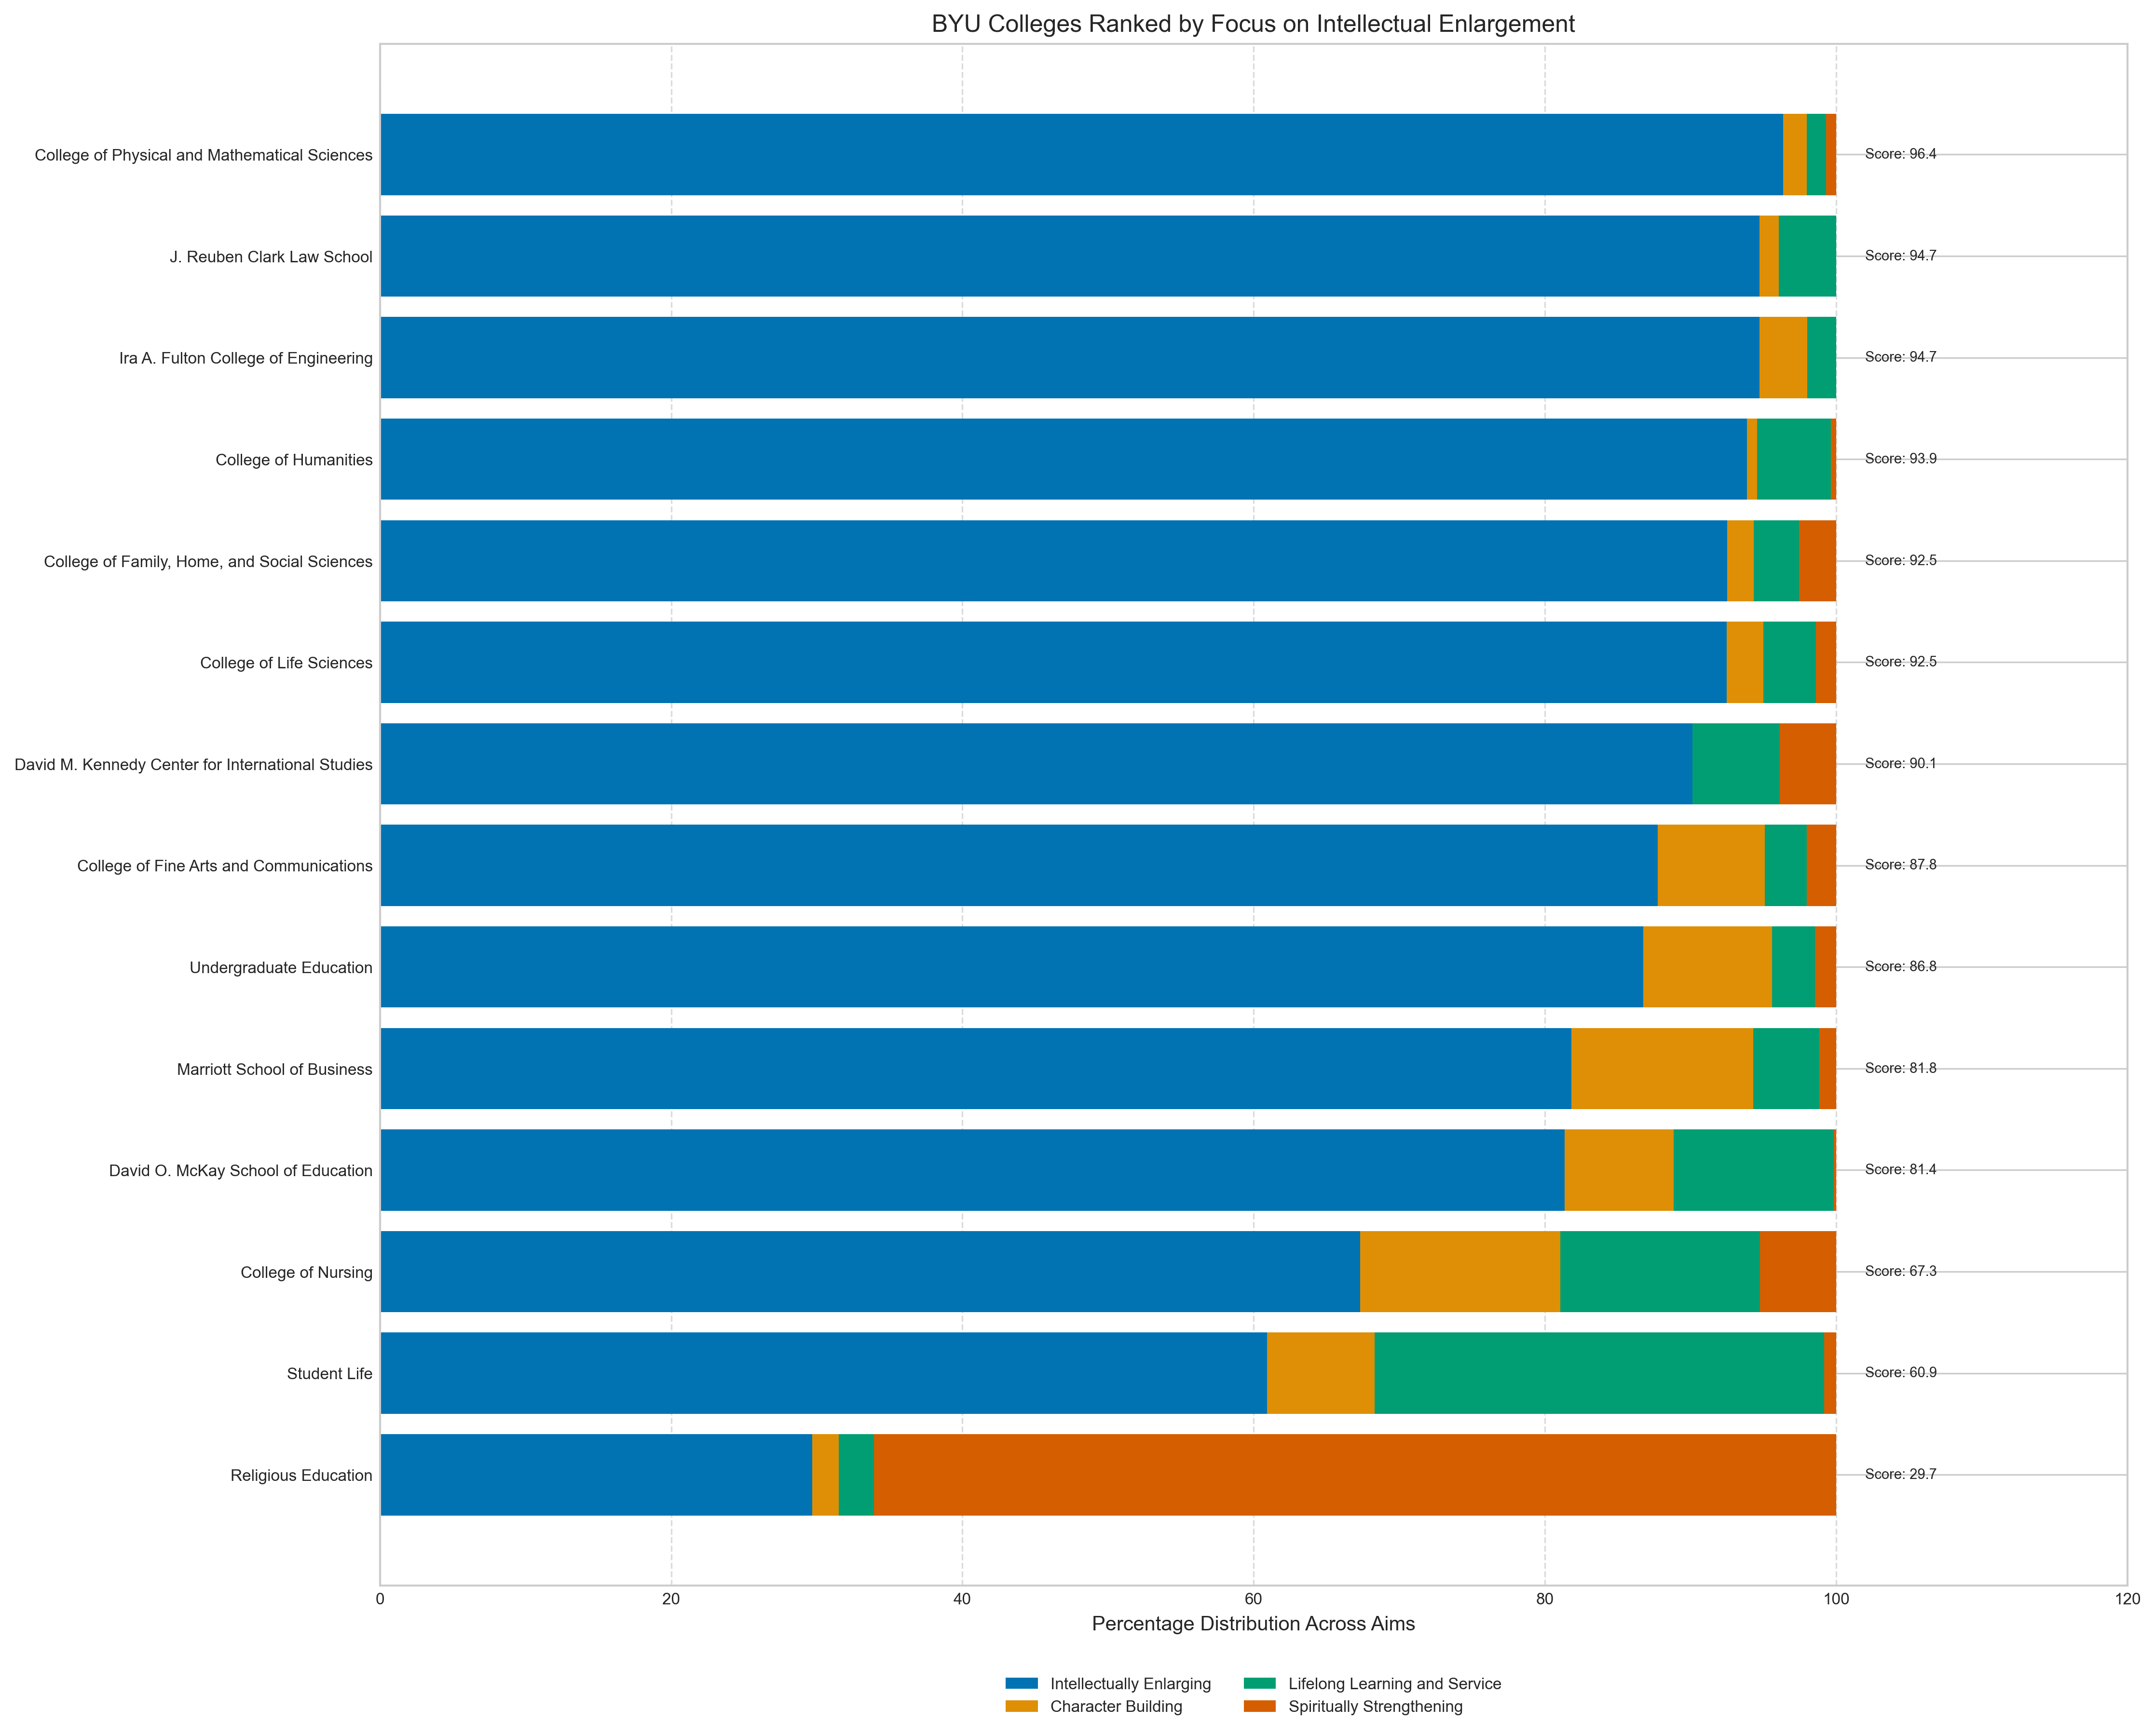 BYU Colleges Ranked by Focus on Intellectual Enlargement
College of Physical and Mathematical Sciences Score: 96.4
J. Reuben Clark Law School Score: 94.7
Ira A. Fulton College of Engineering Score: 94.7
College of Humanities Score: 93.9
College of Family, Home, and Social Sciences Score: 92.5
College of Life Sciences Score: 92.5
David M. Kennedy Center for International Studies Score: 90.1
College of Fine Arts and Communications Score: 87.8
Undergraduate Education Score: 86.8
Marriott School of Business Score: 81.8
David O. McKay School of Education Score: 81.4
College of Nursing Score: 67.3
Student Life Score: 60.9
Religious Education Score: 29.7
0 20 40 60 80 100 120
Percentage Distribution Across Aims
Intellectually Enlarging Lifelong Learning and Service
Character Building Spiritually Strengthening